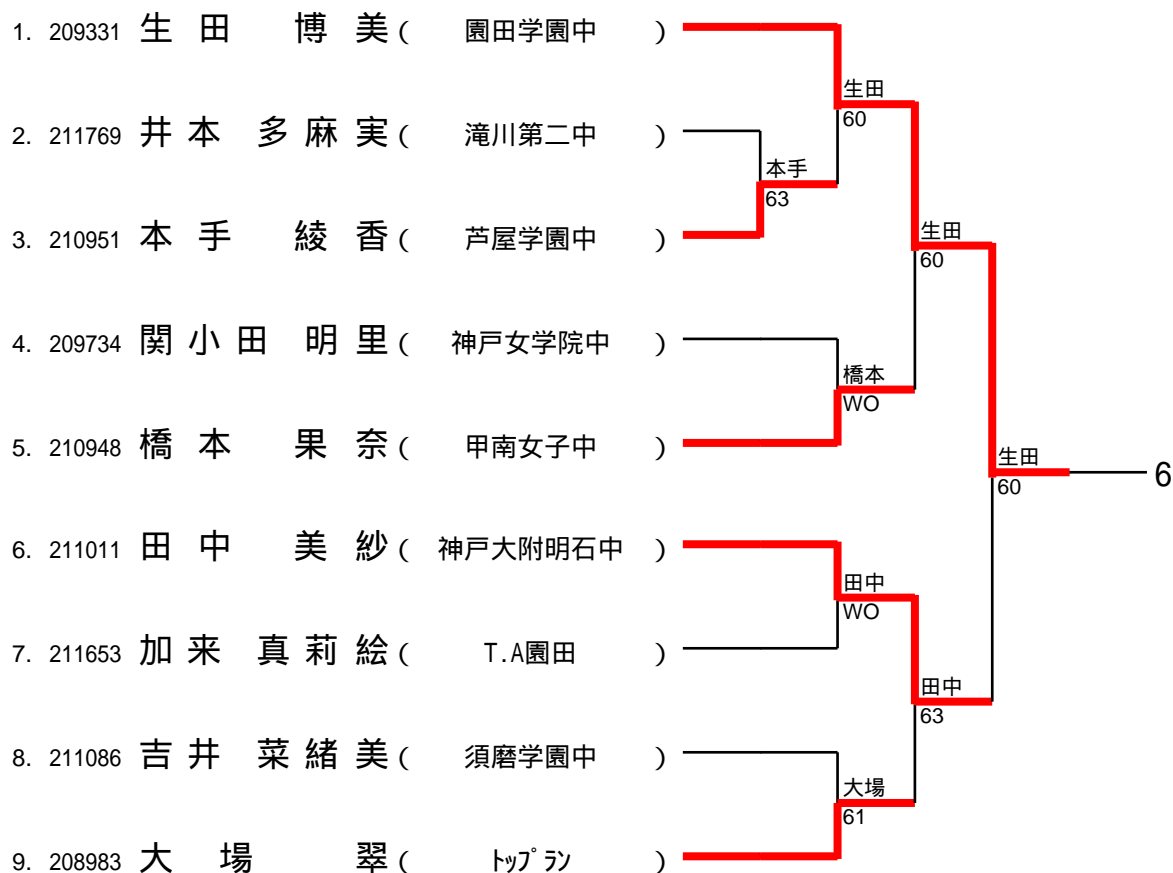 1. 209331 生田 博美 ( 園田学園中 )
生田
60
2. 211769 井本 多麻実 ( 滝川第二中 )
本手
63
3. 210951 本手 綾香 ( 芦屋学園中 )
生田
60
4. 209734 関小田 明里 ( 神戸女学院中 )
橋本
WO
5. 210948 橋本 果奈 ( 甲南女子中 )
生田
60
6
6. 211011 田中 美紗 ( 神戸大附明石中 )
田中
WO
7. 211653 加来 真莉絵 ( T.A園田 )
田中
63
8. 211086 吉井 菜緒美 ( 須磨学園中 )
大場
61
9. 208983 大場 翠 ( ﾄｯﾌﾟﾗﾝ )